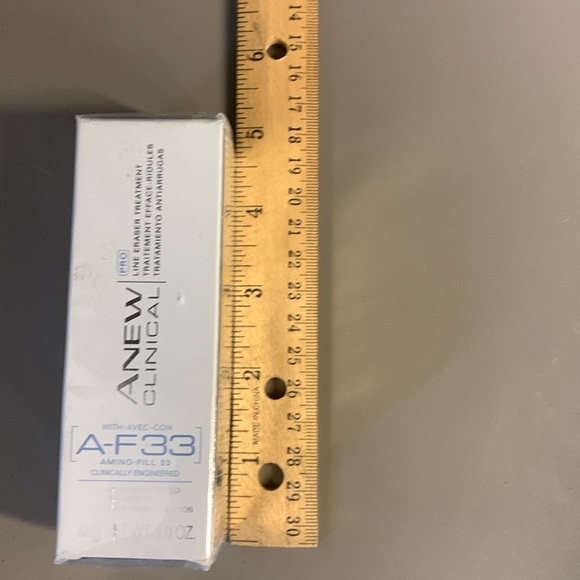 ANEW
CLINICAL
PRO
LINE ERASER TREATMENT
TRAITEMENT EFFACE-RIDULES
TRATAMIENTO ANTIARRUGAS
WITH-AVEC-CON
A-F33
AMINO-FILL 33
CLINICALLY ENGINEERED
6
5
4
3
2
1
MADE IN CHINA
14
15
16
17
18
19
20
21
22
23
24
25
26
27
28
29
30